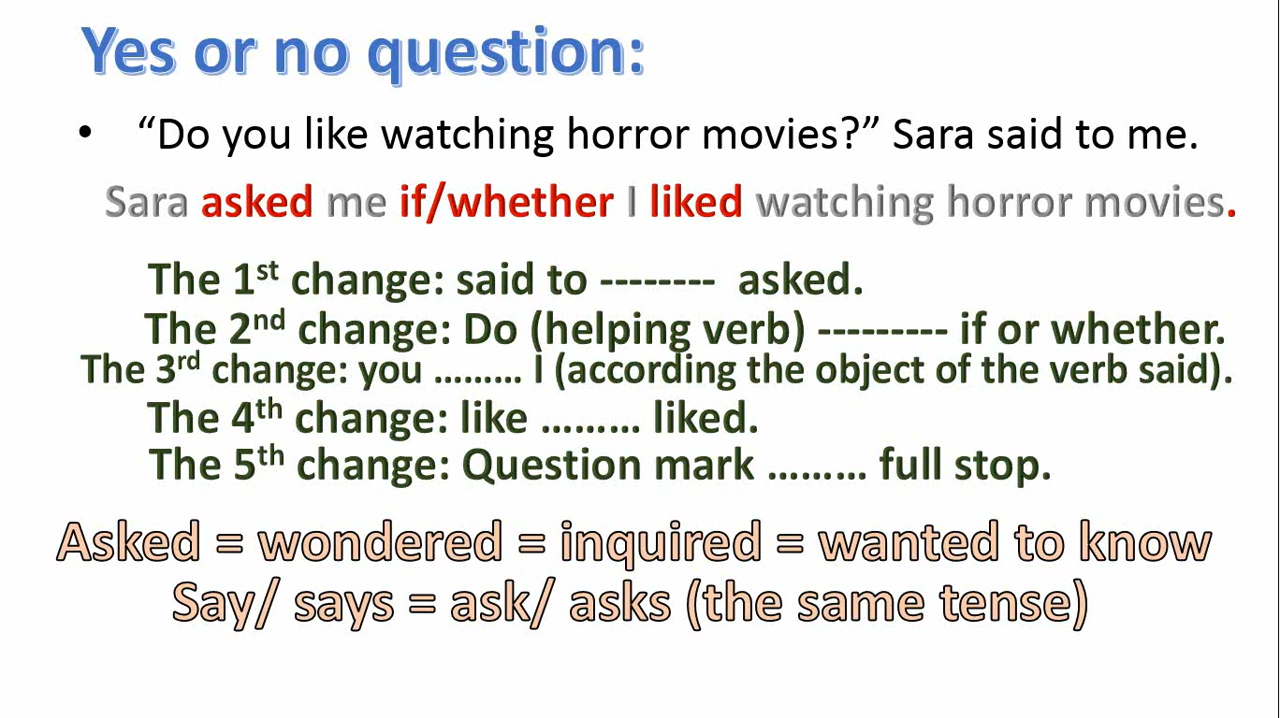 Yes or no question:
• “Do you like watching horror movies?” Sara said to me.
Sara asked me if/whether I liked watching horror movies.
The 1st change: said to -------- asked.
The 2nd change: Do (helping verb) --------- if or whether.
The 3rd change: you ……… I (according the object of the verb said).
The 4th change: like ……… liked.
The 5th change: Question mark ……… full stop.
Asked = wondered = inquired = wanted to know
Say/ says = ask/ asks (the same tense)